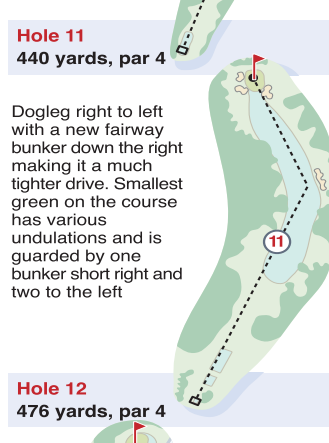 Hole 11
440 yards, par 4
Dogleg right to left
with a new fairway
bunker down the right
making it a much
tighter drive. Smallest
green on the course
has various
undulations and is
guarded by one
bunker short right and
two to the left
11
Hole 12
476 yards, par 4